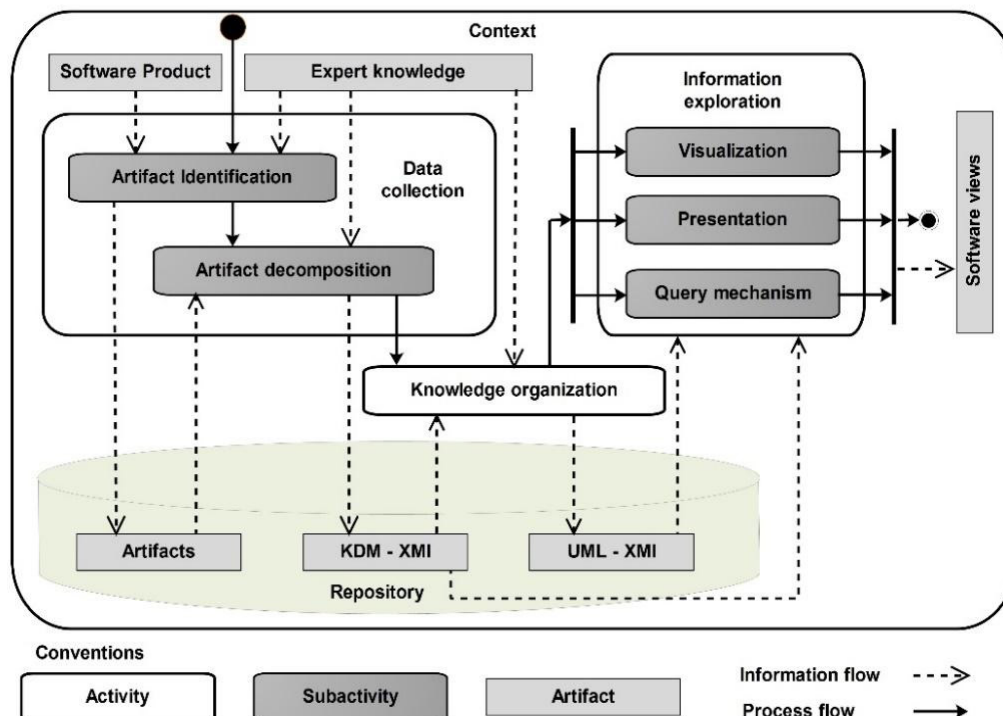 Context
Software Product
Expert knowledge
Information
exploration
Data
collection
Artifact Identification
Artifact decomposition
Visualization
Presentation
Query mechanism
Software views
Knowledge organization
Artifacts
KDM - XMI
UML - XMI
Repository
Conventions
Activity
Subactivity
Artifact
Information flow
Process flow